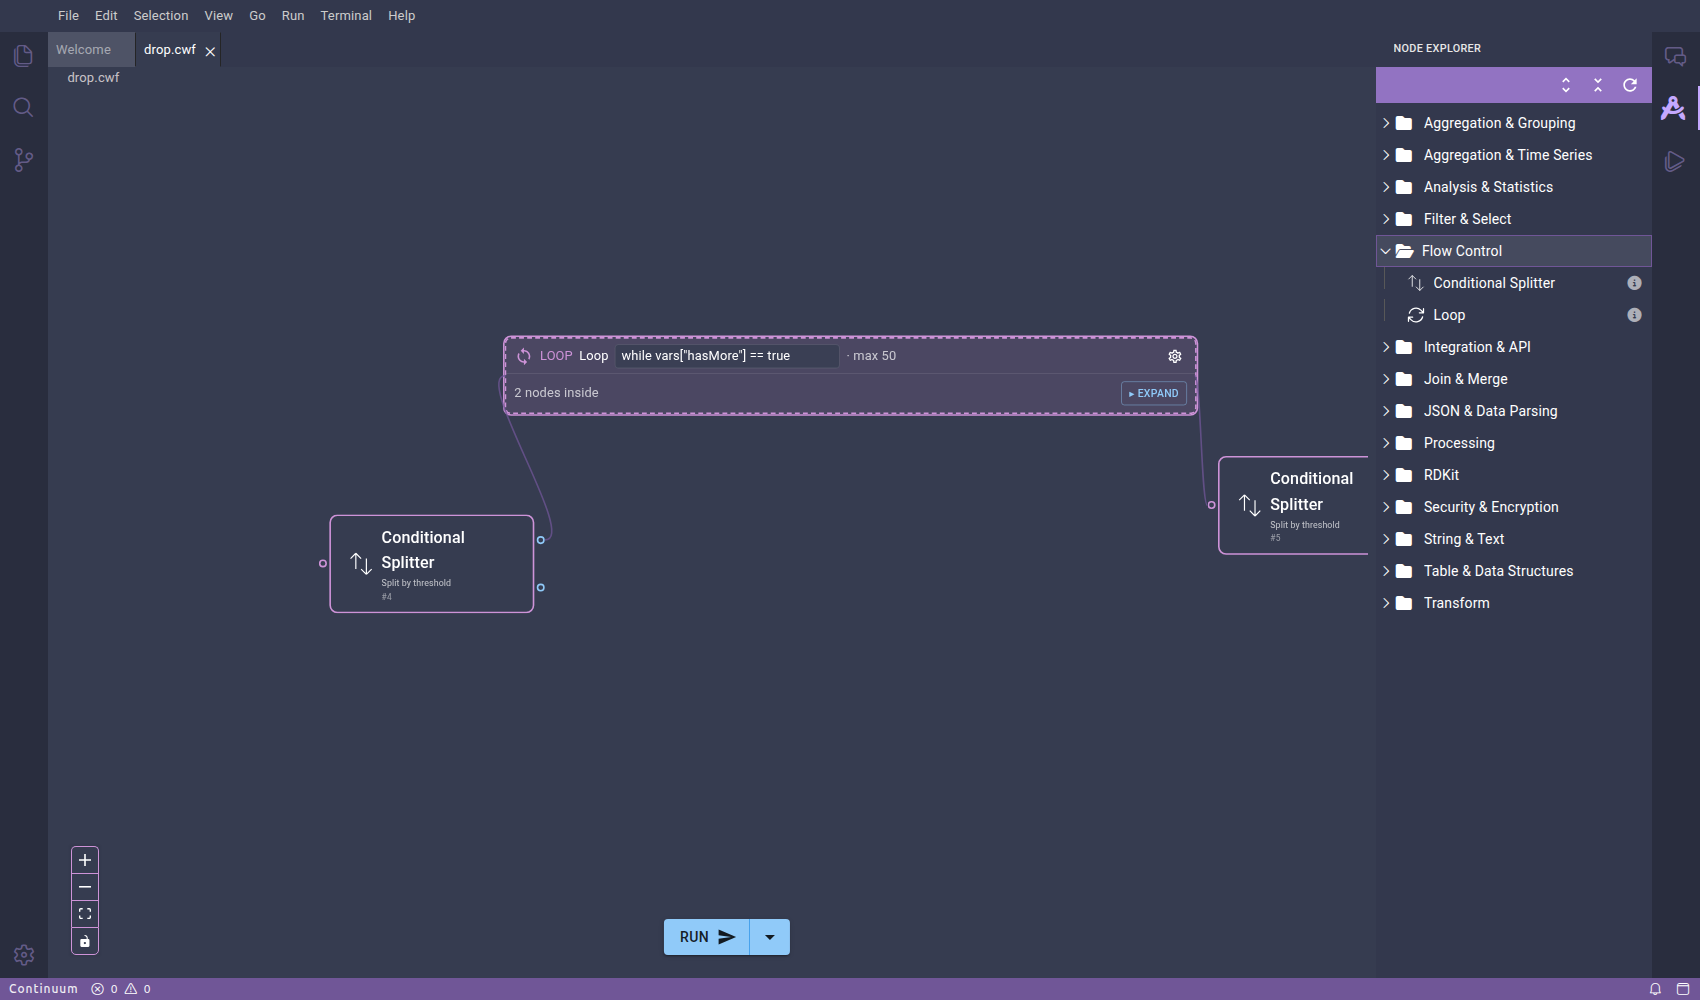 File Edit Selection View Go Run Terminal Help
Welcome drop.cwf
drop.cwf
LOOP Loop while vars["hasMore"] == true · max 50
2 nodes inside
▸ EXPAND
Conditional
Splitter
Split by threshold
#4
Conditional
Splitter
Split by threshold
#5
RUN
NODE EXPLORER
Aggregation & Grouping
Aggregation & Time Series
Analysis & Statistics
Filter & Select
Flow Control
Conditional Splitter
Loop
Integration & API
Join & Merge
JSON & Data Parsing
Processing
RDKit
Security & Encryption
String & Text
Table & Data Structures
Transform
Continuum 0 0